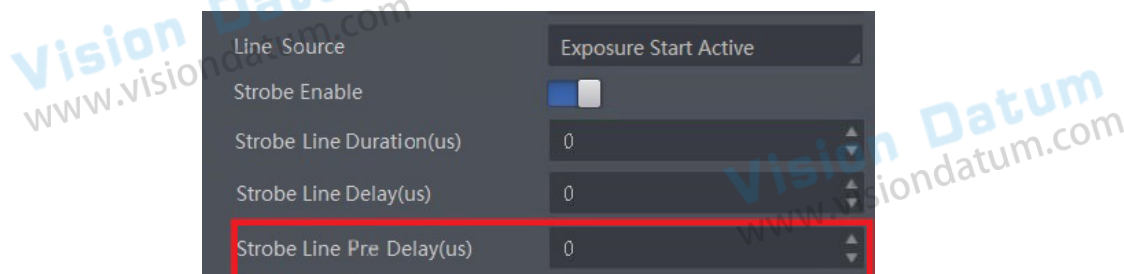 Vision Datum
www.visiondatum.com
Line Source Exposure Start Active
Strobe Enable
Strobe Line Duration(us) 0
Strobe Line Delay(us) 0
Strobe Line Pre Delay(us) 0
Vision Datum
www.visiondatum.com